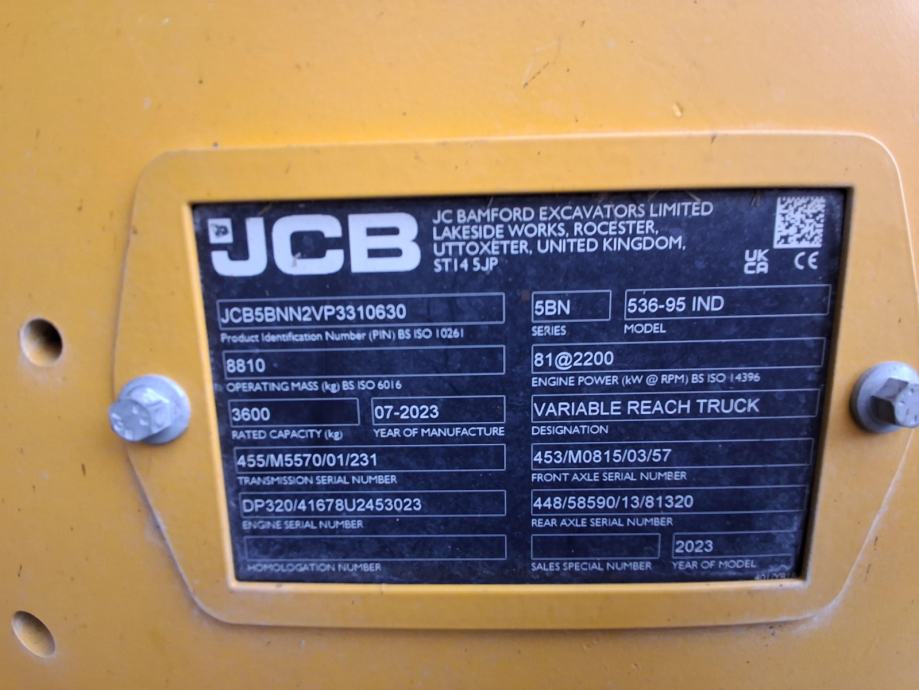 JCB
JC BAMFORD EXCAVATORS LIMITED
LAKESIDE WORKS, ROCESTER,
UTTOXETER, UNITED KINGDOM,
ST14 5JP
UK
CA
CE
JCB5BNN2VP3310630
Product Identification Number (PIN) BS ISO 10261
5BN
SERIES
536-95 IND
MODEL
8810
OPERATING MASS (kg) BS ISO 6016
81@2200
ENGINE POWER (kW @ RPM) BS ISO 14396
3600
RATED CAPACITY (kg)
07-2023
YEAR OF MANUFACTURE
VARIABLE REACH TRUCK
DESIGNATION
455/M5570/01/231
TRANSMISSION SERIAL NUMBER
453/M0815/03/57
FRONT AXLE SERIAL NUMBER
DP320/41678U2453023
ENGINE SERIAL NUMBER
448/58590/13/81320
REAR AXLE SERIAL NUMBER
HOMOLOGATION NUMBER
SALES SPECIAL NUMBER
2023
YEAR OF MODEL